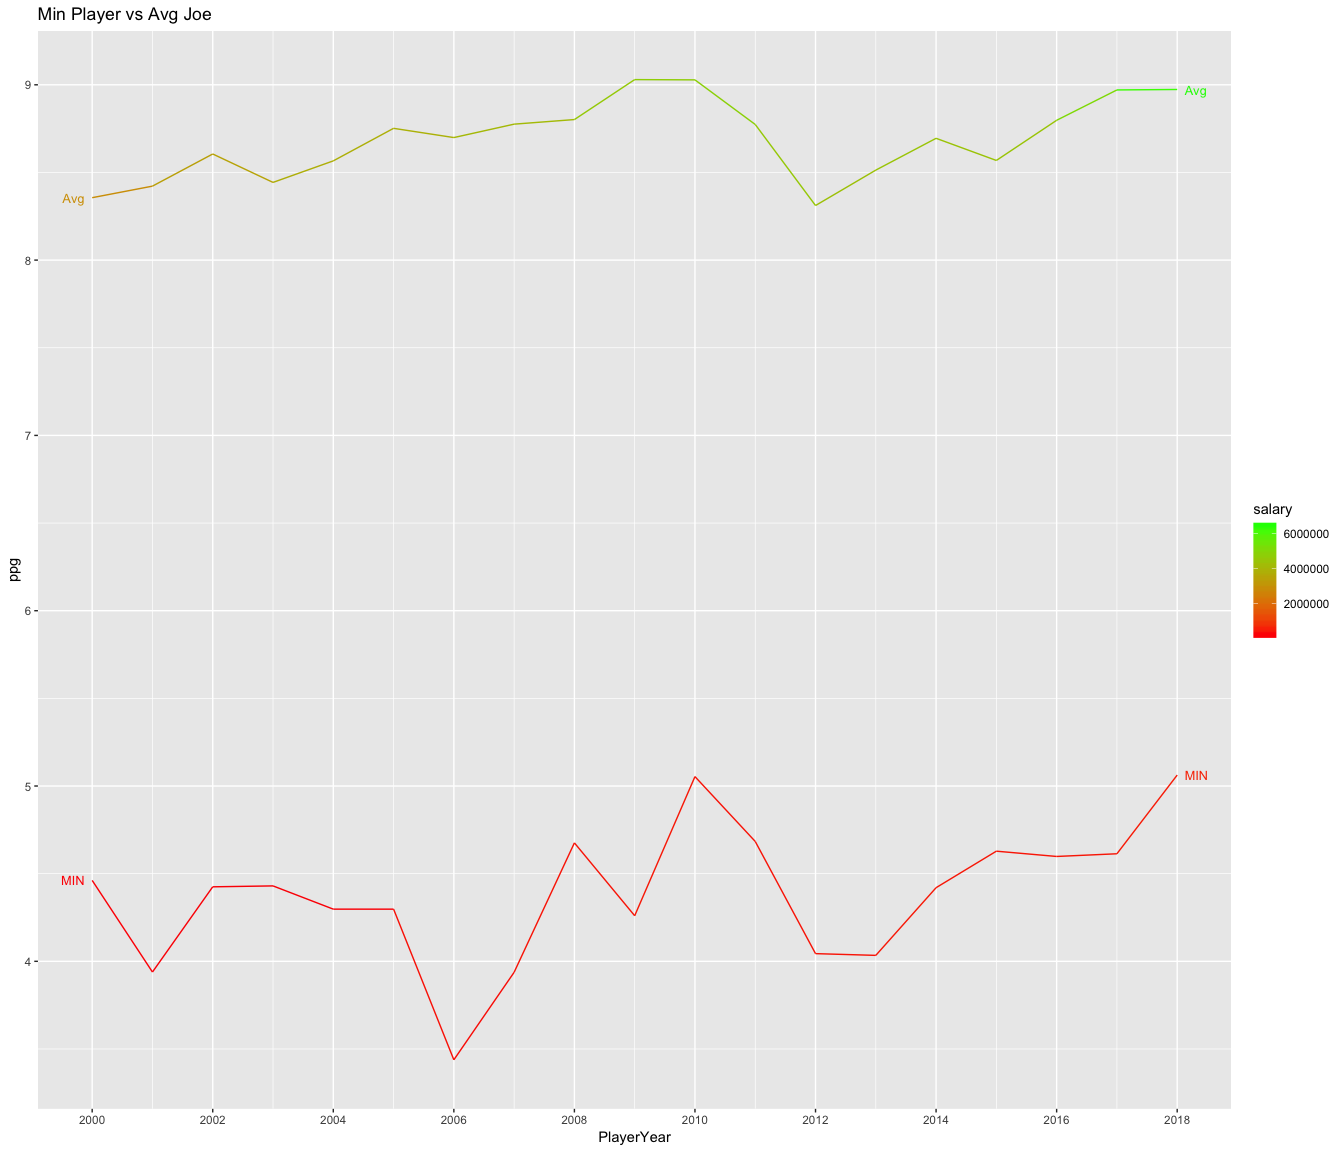 Min Player vs Avg Joe
9
8
7
6
5
4
ppg
Avg
Avg
MIN
MIN
salary
6000000
4000000
2000000
2000 2002 2004 2006 2008 2010 2012 2014 2016 2018
PlayerYear